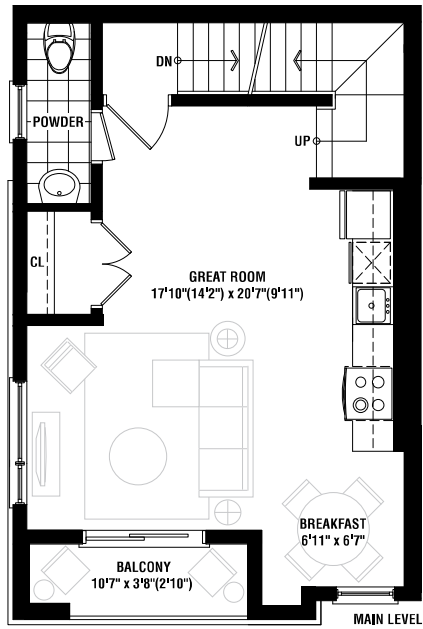 DN
POWDER
UP
CL
GREAT ROOM
17'10"(14'2") x 20'7"(9'11")
BREAKFAST
6'11" x 6'7"
BALCONY
10'7" x 3'8"(2'10")
MAIN LEVEL